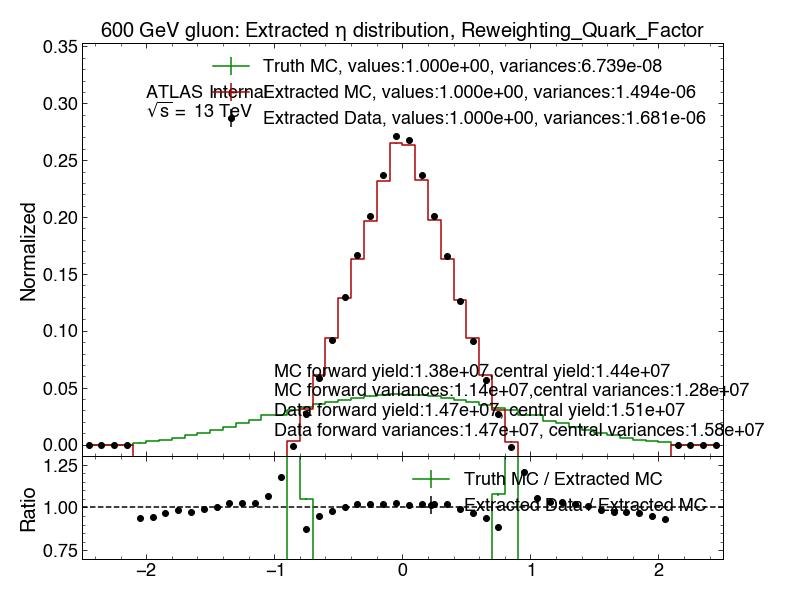 600 GeV gluon: Extracted η distribution, Reweighting_Quark_Factor
Truth MC, values:1.000e+00, variances:6.739e-08
ATLAS Internal
Extracted MC, values:1.000e+00, variances:1.494e-06
√s = 13 TeV
Extracted Data, values:1.000e+00, variances:1.681e-06
Normalized
0.35
0.30
0.25
0.20
0.15
0.10
0.05
0.00
MC forward yield:1.38e+07,central yield:1.44e+07
MC forward variances:1.14e+07,central variances:1.28e+07
Data forward yield:1.47e+07, central yield:1.51e+07
Data forward variances:1.47e+07, central variances:1.58e+07
Ratio
1.25
1.00
0.75
Truth MC / Extracted MC
Extracted Data / Extracted MC
−2 −1 0 1 2